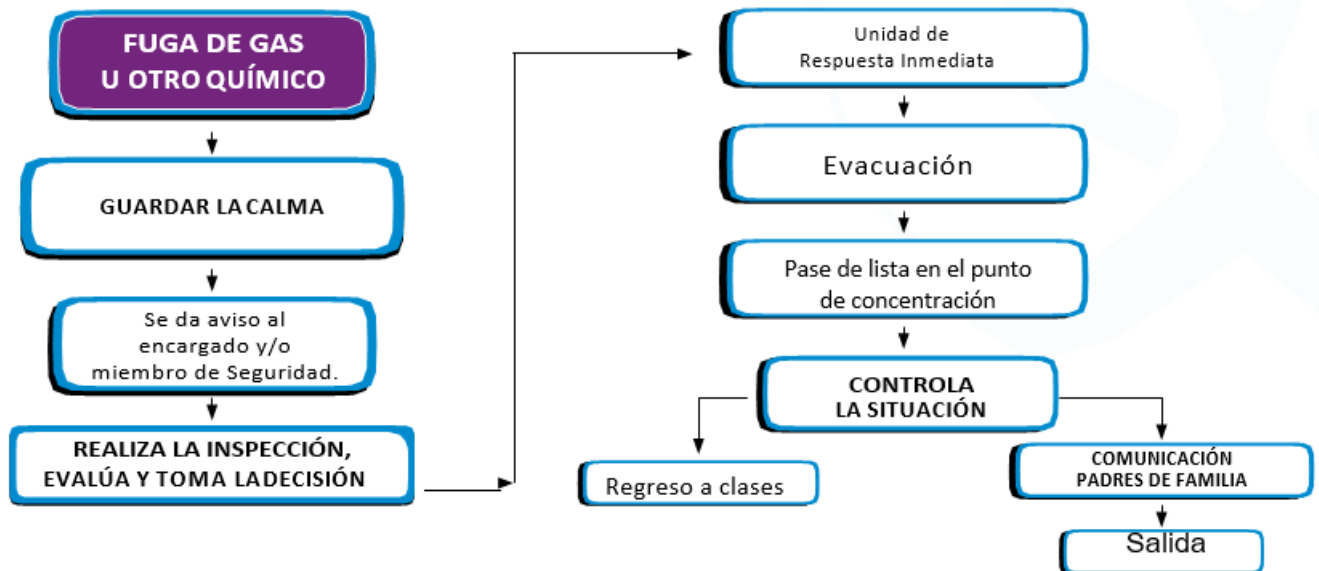 FUGA DE GAS
U OTRO QUÍMICO
GUARDAR LA CALMA
Se da aviso al
encargado y/o
miembro de Seguridad.
REALIZA LA INSPECCIÓN,
EVALÚA Y TOMA LA DECISIÓN
Unidad de
Respuesta Inmediata
Evacuación
Pase de lista en el punto
de concentración
CONTROLA
LA SITUACIÓN
Regreso a clases
COMUNICACIÓN
PADRES DE FAMILIA
Salida